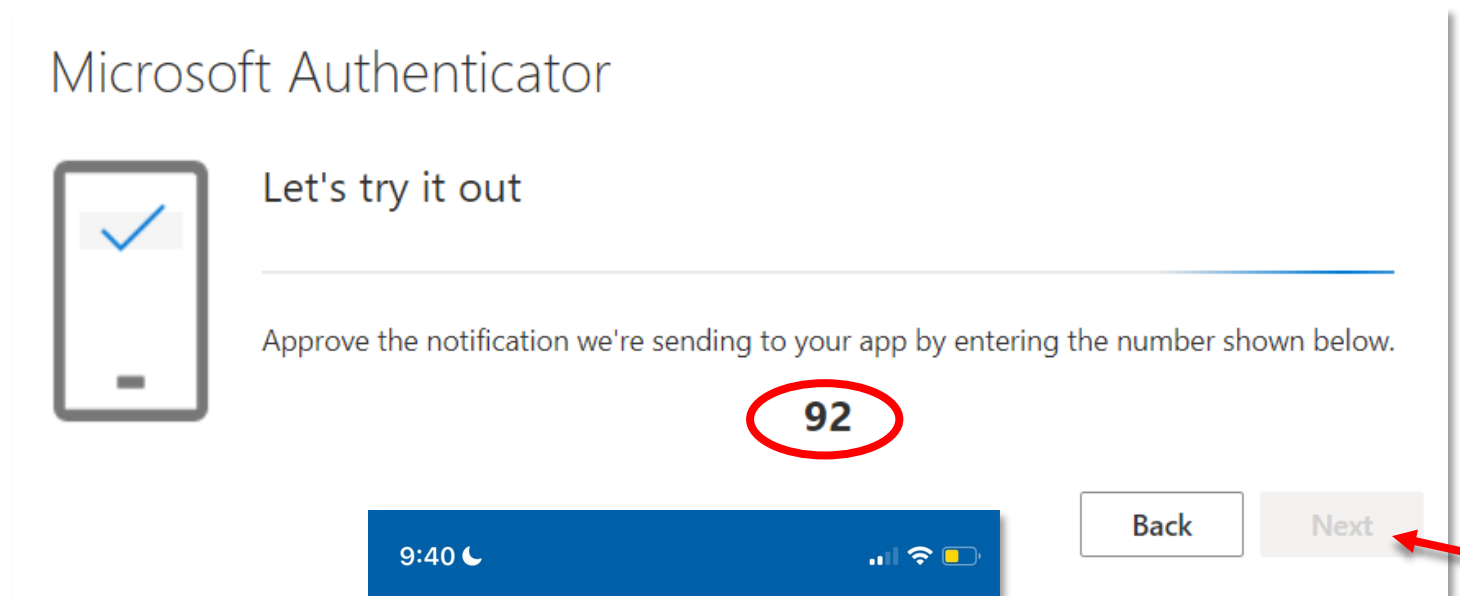 Microsoft Authenticator
Let's try it out
Approve the notification we're sending to your app by entering the number shown below.
92
Back
Next
9:40